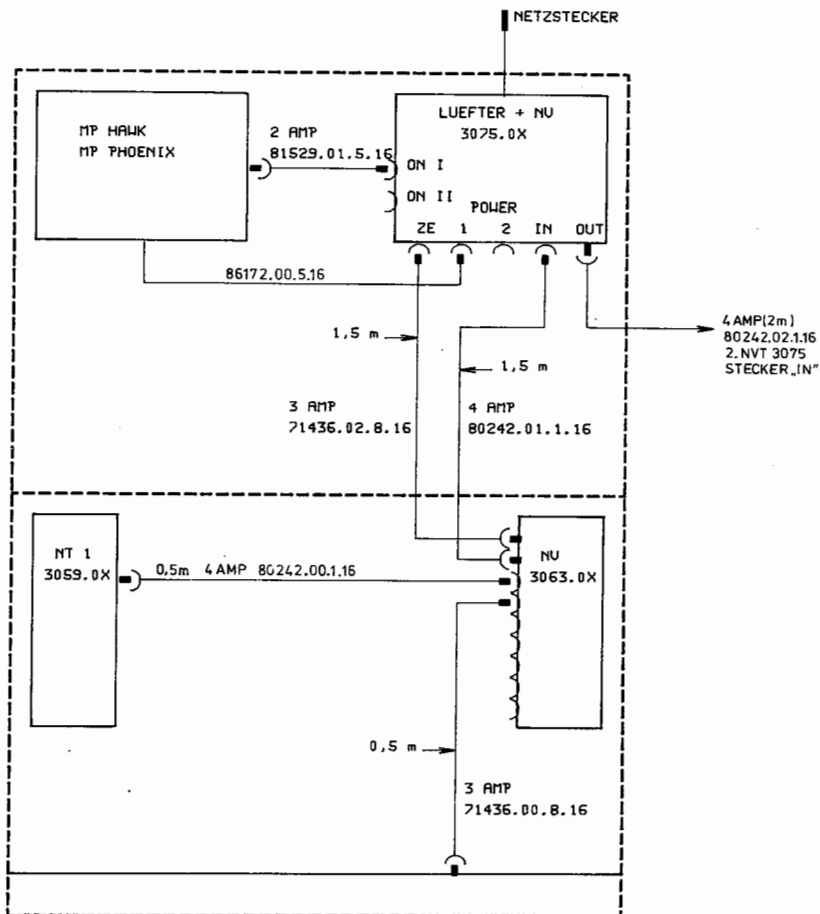 NETZSTECKER
MP HAWK
MP PHOENIX
2 AMP
81529.01.5.16
LUEFTER + NV
3075.0X
ON I
ON II
POWER
ZE 1 2 IN OUT
86172.00.5.16
4 AMP(2m)
80242.02.1.16
2.NVT 3075
STECKER „IN"
1,5 m
1,5 m
3 AMP
71436.02.8.16
4 AMP
80242.01.1.16
NT 1
3059.0X
0,5m 4 AMP 80242.00.1.16
NV
3063.0X
0,5 m
3 AMP
71436.00.8.16